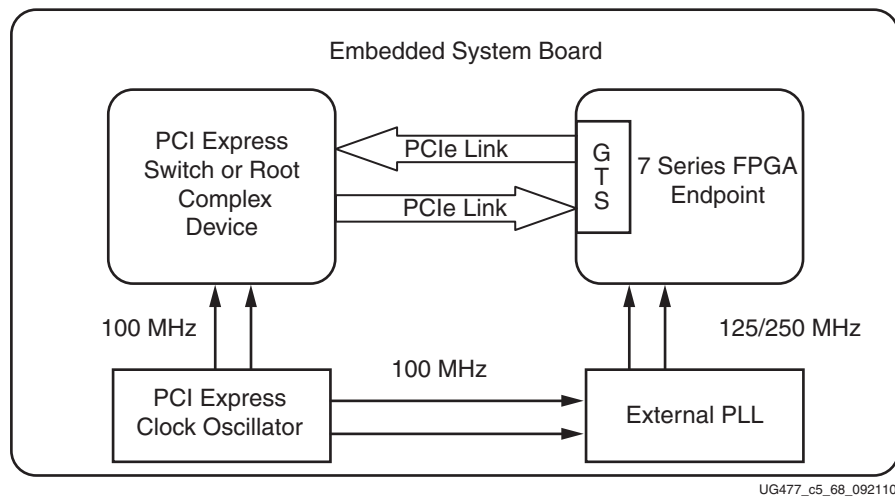 Embedded System Board
PCI Express
Switch or Root
Complex
Device
PCIe Link
PCIe Link
G
T
S
7 Series FPGA
Endpoint
100 MHz
125/250 MHz
PCI Express
Clock Oscillator
100 MHz
External PLL
UG477_c5_68_092110